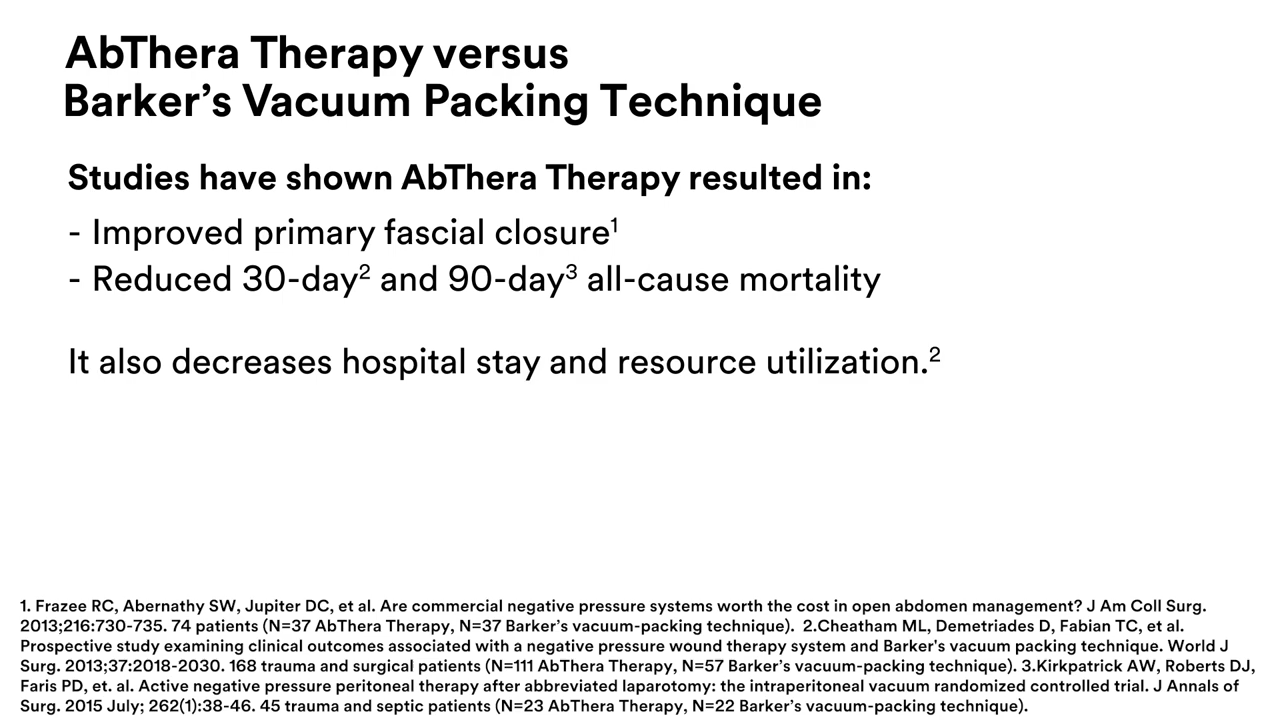 AbThera Therapy versus
Barker’s Vacuum Packing Technique
Studies have shown AbThera Therapy resulted in:
- Improved primary fascial closure¹
- Reduced 30-day² and 90-day³ all-cause mortality
It also decreases hospital stay and resource utilization.²
1. Frazee RC, Abernathy SW, Jupiter DC, et al. Are commercial negative pressure systems worth the cost in open abdomen management? J Am Coll Surg.
2013;216:730-735. 74 patients (N=37 AbThera Therapy, N=37 Barker’s vacuum-packing technique).  2.Cheatham ML, Demetriades D, Fabian TC, et al.
Prospective study examining clinical outcomes associated with a negative pressure wound therapy system and Barker's vacuum packing technique. World J
Surg. 2013;37:2018-2030. 168 trauma and surgical patients (N=111 AbThera Therapy, N=57 Barker’s vacuum-packing technique). 3.Kirkpatrick AW, Roberts DJ,
Faris PD, et. al. Active negative pressure peritoneal therapy after abbreviated laparotomy: the intraperitoneal vacuum randomized controlled trial. J Annals of
Surg. 2015 July; 262(1):38-46. 45 trauma and septic patients (N=23 AbThera Therapy, N=22 Barker’s vacuum-packing technique).